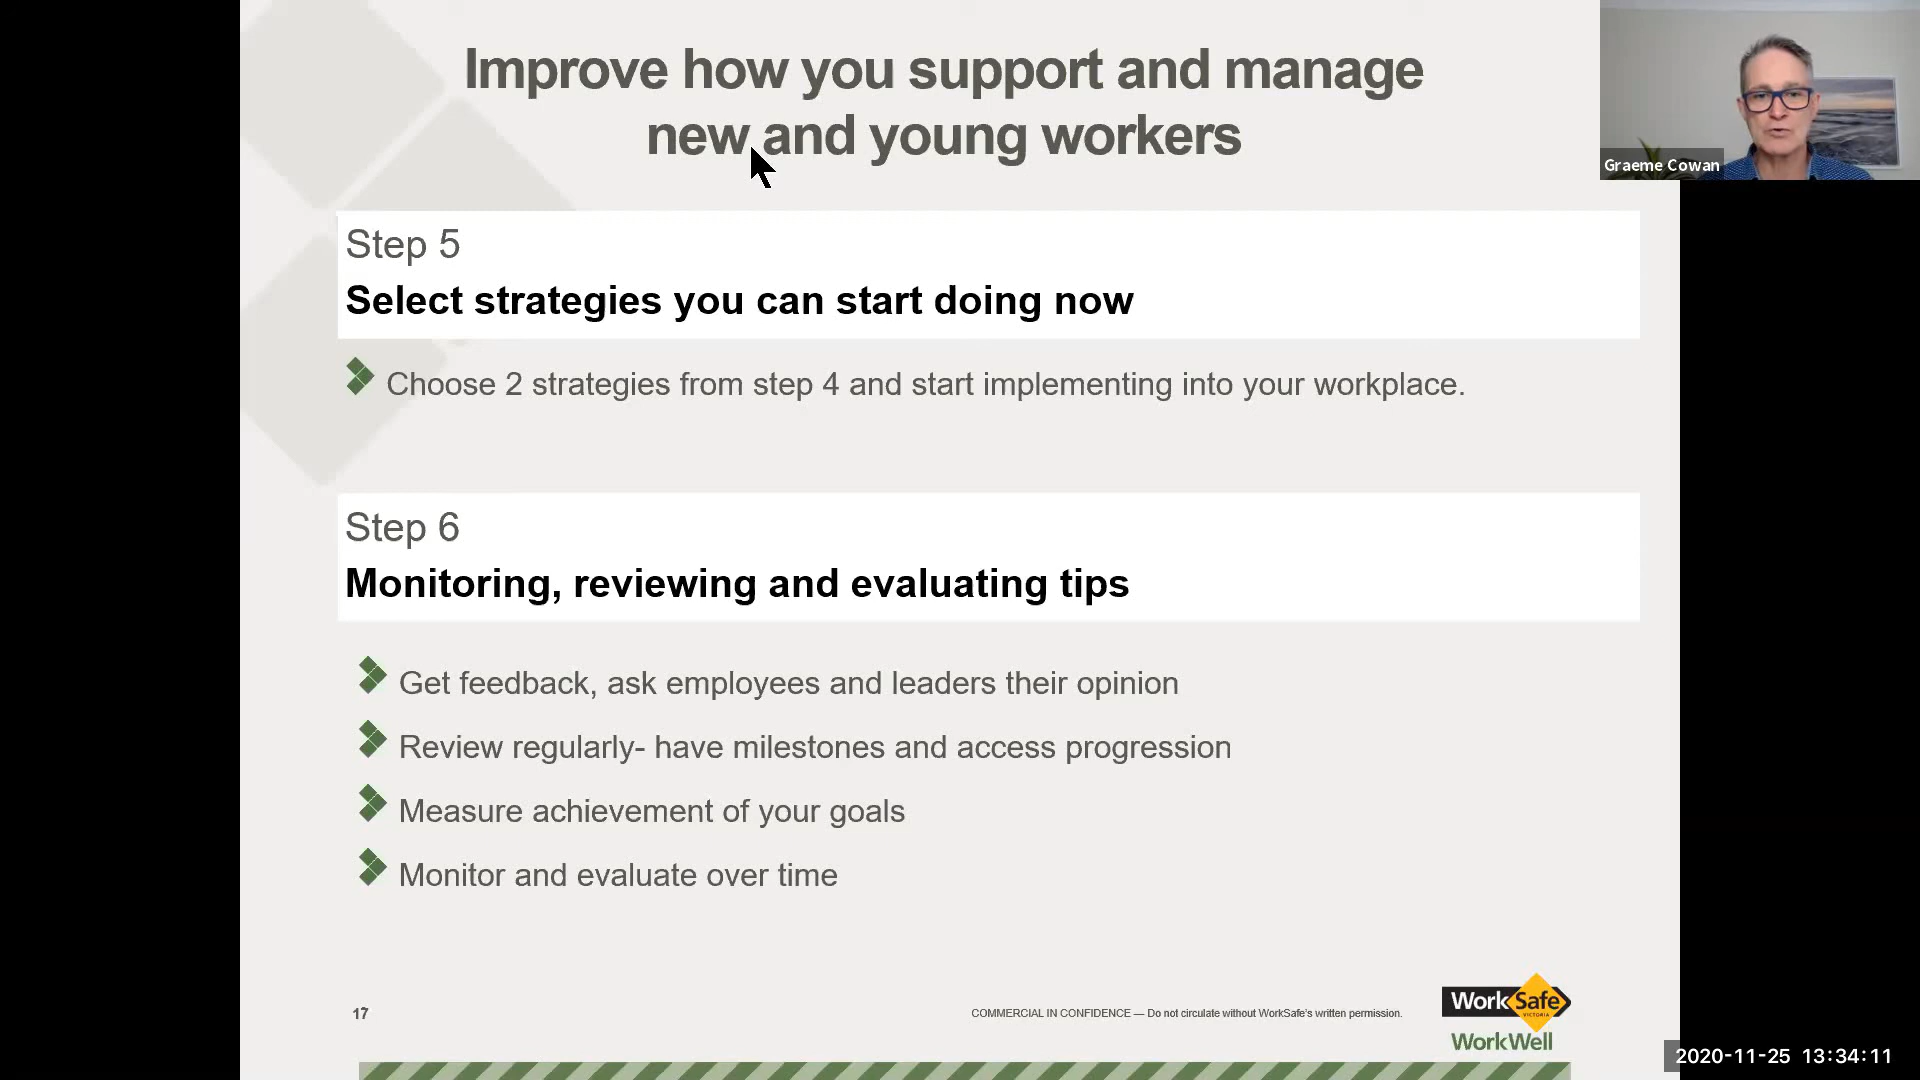 Improve how you support and manage
new and young workers
Graeme Cowan
Step 5
Select strategies you can start doing now
Choose 2 strategies from step 4 and start implementing into your workplace.
Step 6
Monitoring, reviewing and evaluating tips
Get feedback, ask employees and leaders their opinion
Review regularly- have milestones and access progression
Measure achievement of your goals
Monitor and evaluate over time
17
COMMERCIAL IN CONFIDENCE — Do not circulate without WorkSafe's written permission.
WorkSafe
VICTORIA
WorkWell
2020-11-25 13:34:11